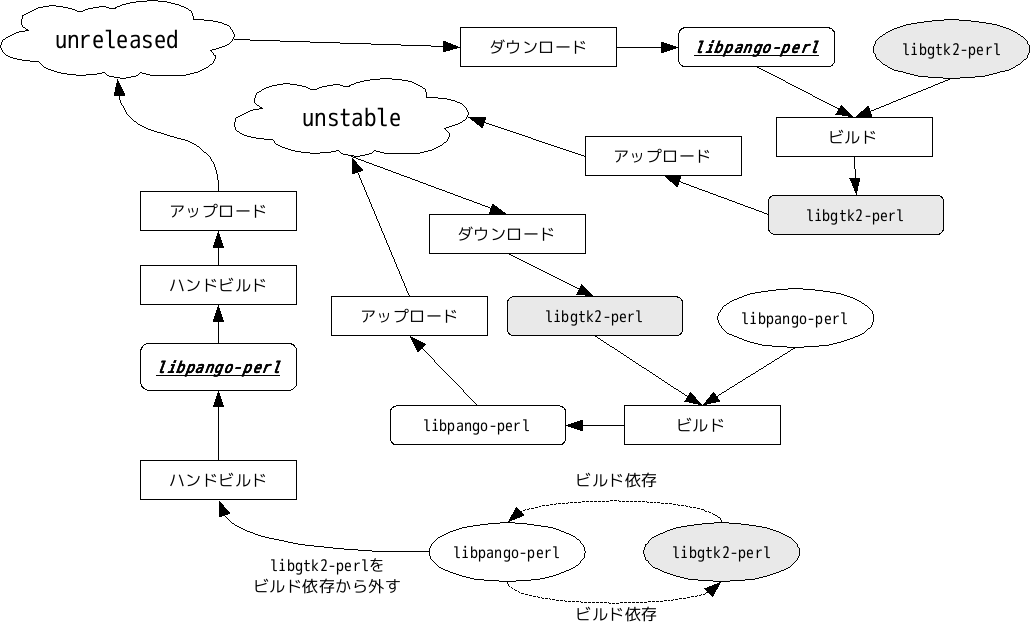 unreleased
ダウンロード
libpango-perl
libgtk2-perl
unstable
アップロード
ビルド
libgtk2-perl
アップロード
ダウンロード
ハンドビルド
アップロード
libgtk2-perl
libpango-perl
libpango-perl
libpango-perl
ビルド
ハンドビルド
ビルド依存
libpango-perl
libgtk2-perl
libgtk2-perlを
ビルド依存から外す
ビルド依存